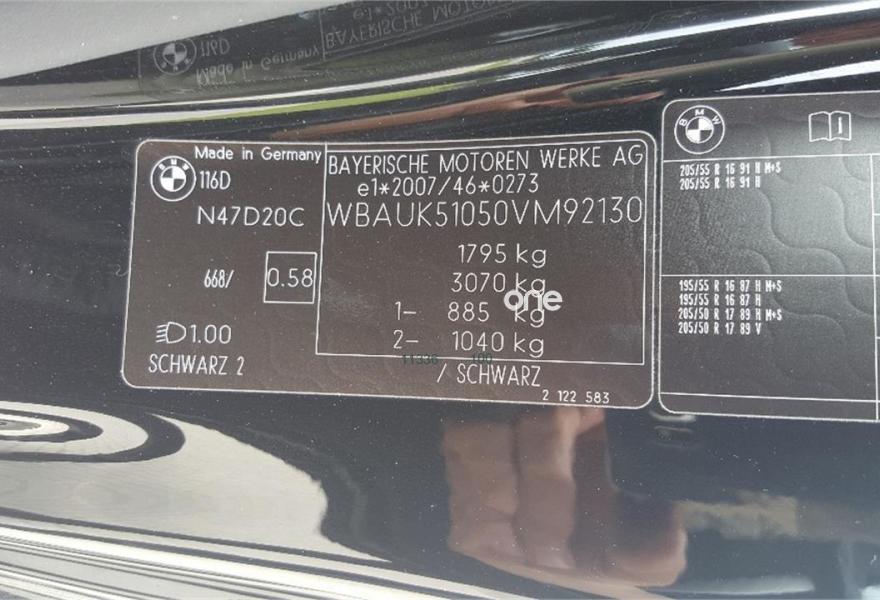 Made in Germany
BMW
116D
N47D20C
668/
0.58
1.00
SCHWARZ 2
BAYERISCHE MOTOREN WERKE AG
e1*2007/46*0273
WBAUK51050VM92130
1795 kg
3070 kg
1- 885 kg
2- 1040 kg
/ SCHWARZ
2 122 583
one
BMW
205/55 R 16 91 H M+S
205/55 R 16 91 H
195/55 R 16 87 H M+S
195/55 R 16 87 H
205/50 R 17 89 H M+S
205/50 R 17 89 V